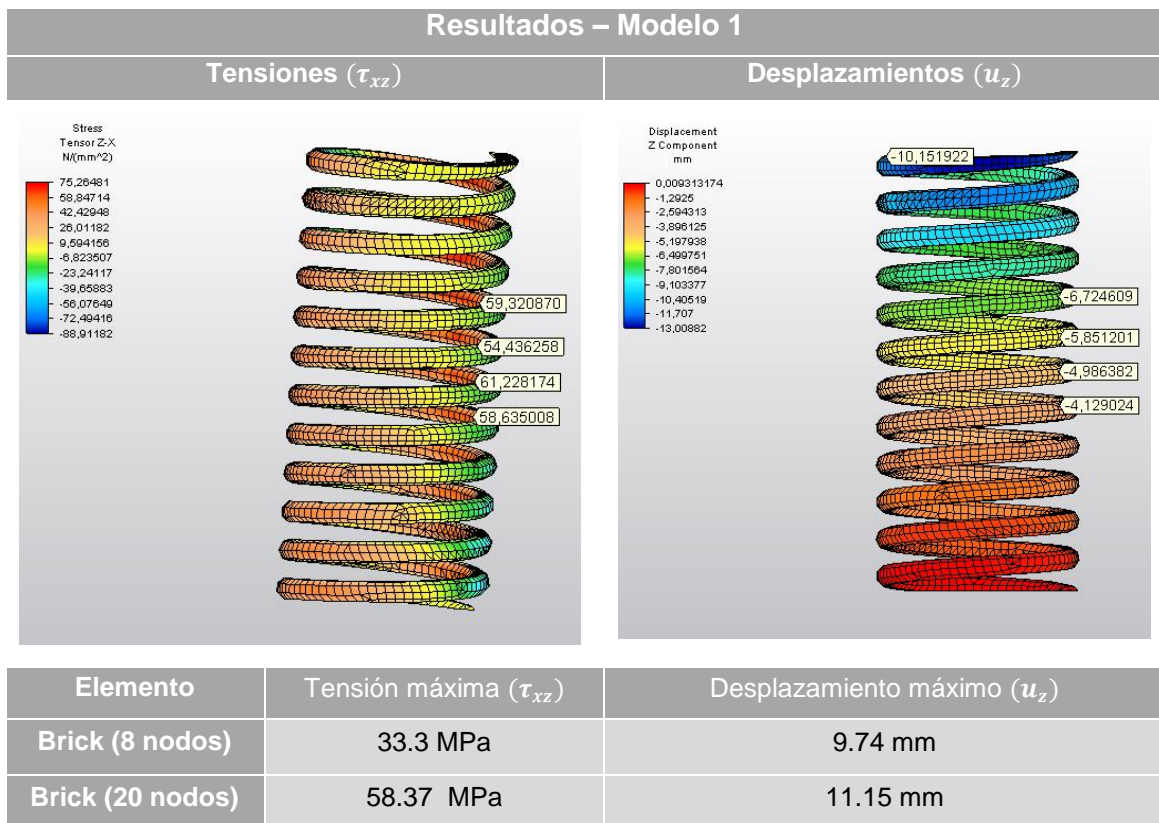 Resultados – Modelo 1
Tensiones (τxz)
Desplazamientos (uz)
Stress
Tensor Z-X
N/(mm^2)
75,26481
58,84714
42,42948
26,01182
9,594156
-6,823507
-23,24117
-39,65883
-56,07649
-72,49416
-88,91182
59,320870
54,436258
61,228174
58,635008
Displacement
Z Component
mm
0,009313174
-1,2925
-2,594313
-3,896125
-5,197938
-6,499751
-7,801564
-9,103377
-10,40519
-11,707
-13,00882
-10,151922
-6,724609
-5,851201
-4,986382
-4,129024
Elemento
Tensión máxima (τxz)
Desplazamiento máximo (uz)
Brick (8 nodos)
33.3 MPa
9.74 mm
Brick (20 nodos)
58.37 MPa
11.15 mm